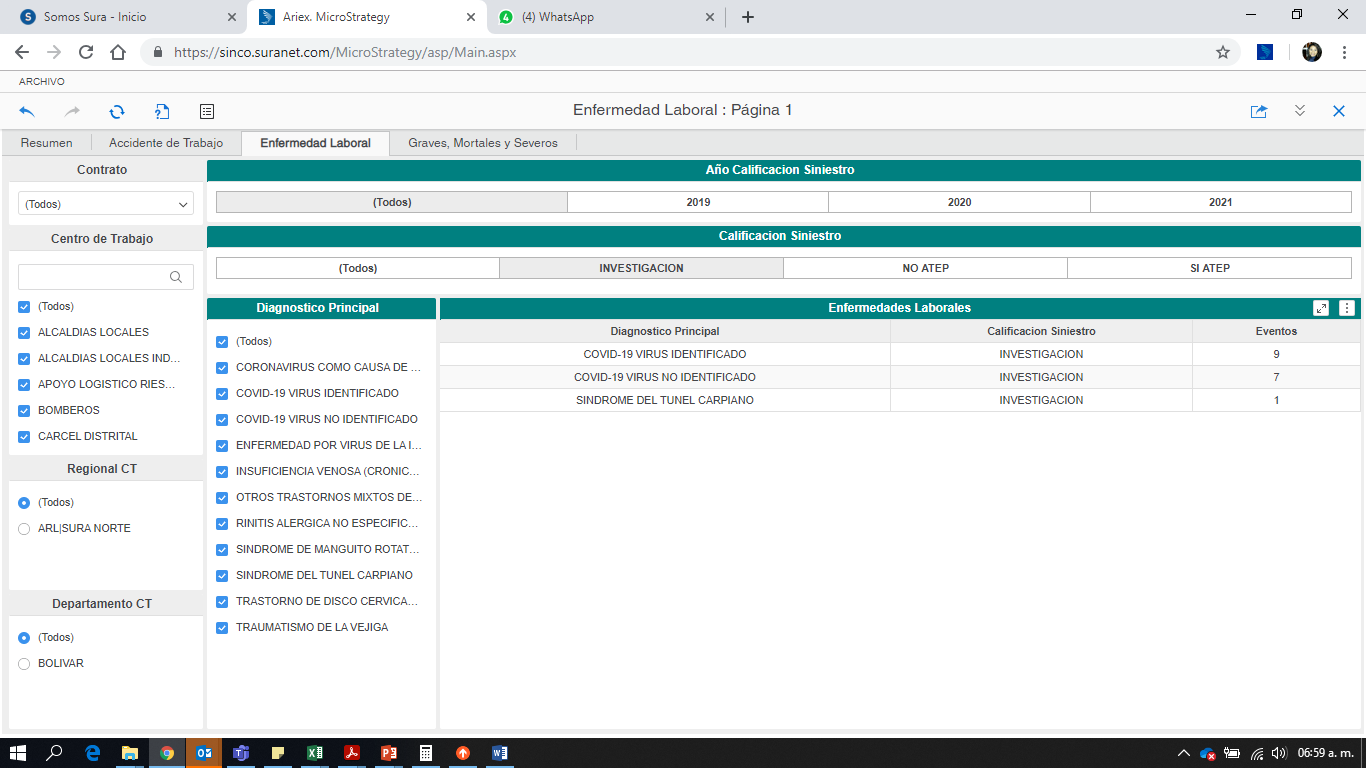 Somos Sura - Inicio
Ariex. MicroStrategy
(4) WhatsApp
https://sinco.suranet.com/MicroStrategy/asp/Main.aspx
ARCHIVO
Enfermedad Laboral : Página 1
Resumen
Accidente de Trabajo
Enfermedad Laboral
Graves, Mortales y Severos
Contrato
(Todos)
Centro de Trabajo
(Todos)
ALCALDIAS LOCALES
ALCALDIAS LOCALES IND...
APOYO LOGISTICO RIES...
BOMBEROS
CARCEL DISTRITAL
Regional CT
(Todos)
ARL|SURA NORTE
Departamento CT
(Todos)
BOLIVAR
Año Calificacion Siniestro
(Todos) 2019 2020 2021
Calificacion Siniestro
(Todos) INVESTIGACION NO ATEP SI ATEP
Diagnostico Principal
(Todos)
CORONAVIRUS COMO CAUSA DE ...
COVID-19 VIRUS IDENTIFICADO
COVID-19 VIRUS NO IDENTIFICADO
ENFERMEDAD POR VIRUS DE LA I...
INSUFICIENCIA VENOSA (CRONIC...
OTROS TRASTORNOS MIXTOS DE...
RINITIS ALERGICA NO ESPECIFIC...
SINDROME DE MANGUITO ROTAT...
SINDROME DEL TUNEL CARPIANO
TRASTORNO DE DISCO CERVICA...
TRAUMATISMO DE LA VEJIGA
Enfermedades Laborales
Diagnostico Principal Calificacion Siniestro Eventos
COVID-19 VIRUS IDENTIFICADO INVESTIGACION 9
COVID-19 VIRUS NO IDENTIFICADO INVESTIGACION 7
SINDROME DEL TUNEL CARPIANO INVESTIGACION 1
06:59 a. m.